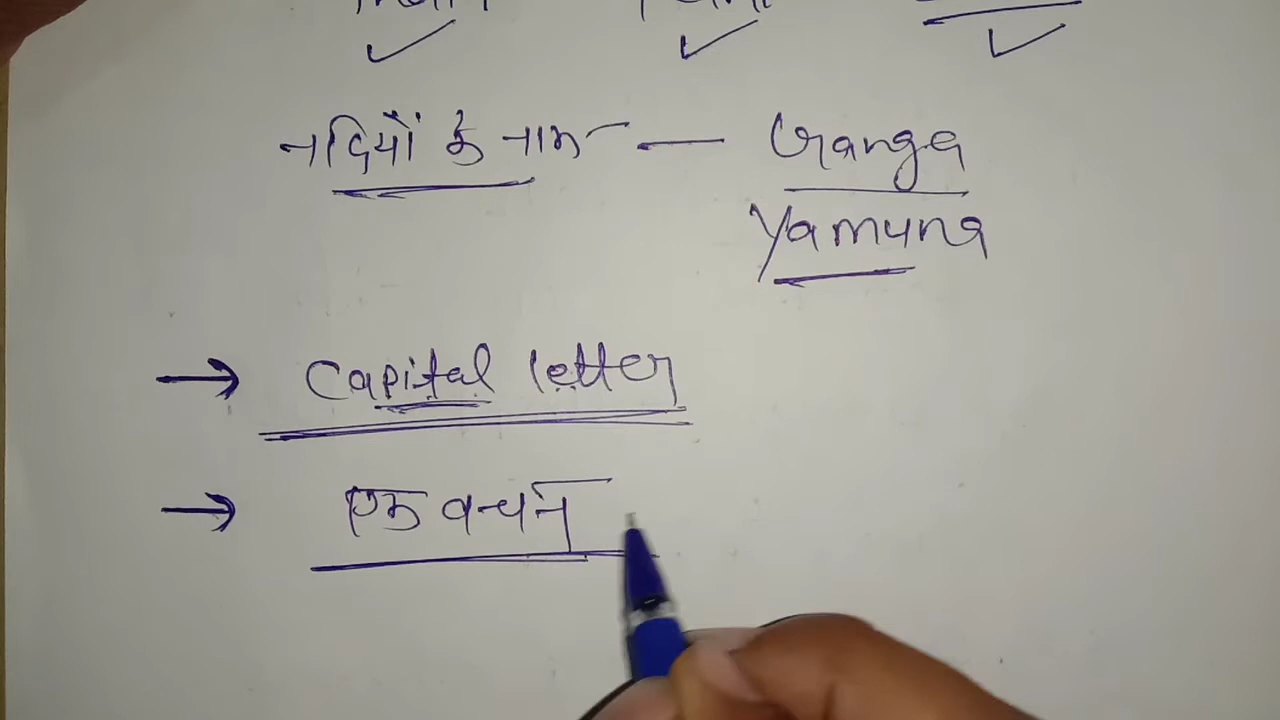 नदियों के नाम — Ganga
Yamuna
→ Capital letter
→ एक वचन